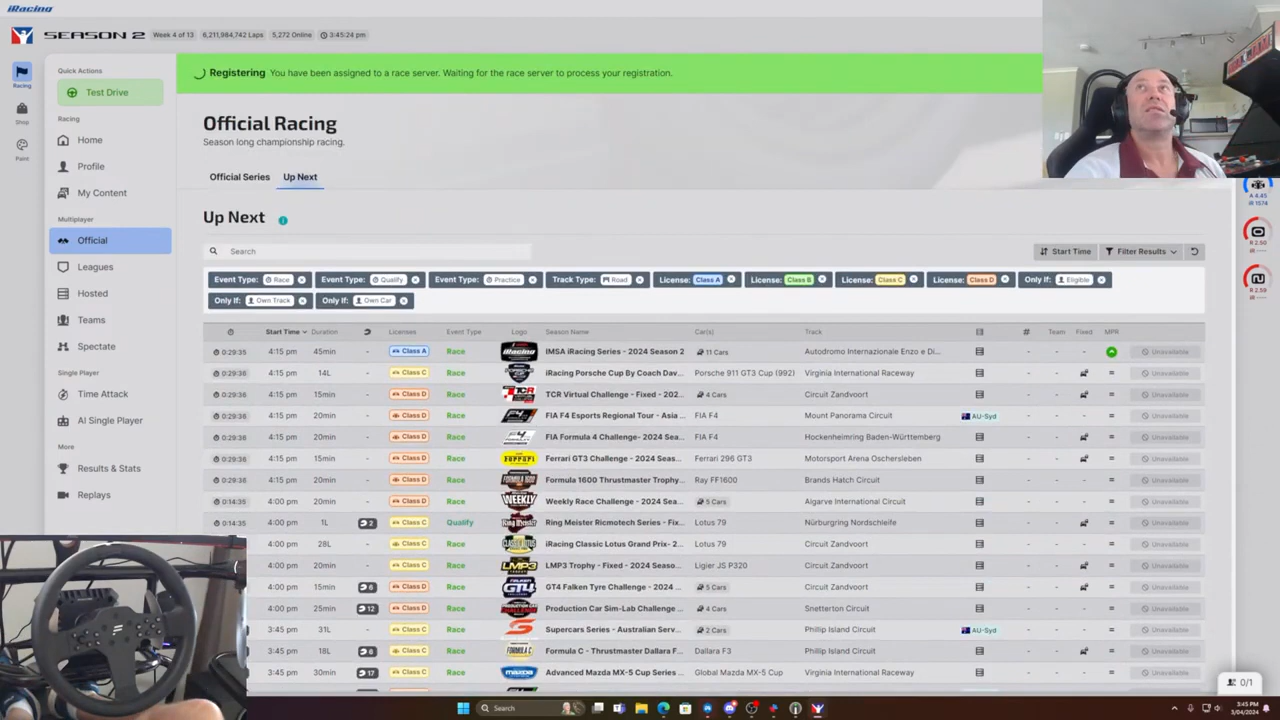 iRacing
SEASON 2 Week 4 of 13 6,211,984,742 Laps 5,272 Online 3:45:24 pm
Racing
Shop
Paint
Quick Actions
Test Drive
Racing
Home
Profile
My Content
Multiplayer
Official
Leagues
Hosted
Teams
Spectate
Single Player
Time Attack
AI Single Player
More
Results & Stats
Replays
Registering You have been assigned to a race server. Waiting for the race server to process your registration.
Official Racing
Season long championship racing.
Official Series Up Next
Up Next
Search Start Time Filter Results
Event Type: Race Event Type: Qualify Event Type: Practice Track Type: Road License: Class A License: Class B License: Class C License: Class D Only If: Eligible
Only If: Own Track Only If: Own Car
Start Time Duration Licenses Event Type Logo Season Name Car(s) Track # Team Fixed MPR
0:29:35 4:15 pm 45min - Class A Race IMSA iRacing Series - 2024 Season 2 11 Cars Autodromo Internazionale Enzo e Di... - - - Unavailable
0:29:36 4:15 pm 14L - Class C Race iRacing Porsche Cup By Coach Dav... Porsche 911 GT3 Cup (992) Virginia International Raceway - - = Unavailable
0:29:36 4:15 pm 15min - Class D Race TCR Virtual Challenge - Fixed - 202... 4 Cars Circuit Zandvoort - - = Unavailable
0:29:36 4:15 pm 20min - Class D Race FIA F4 Esports Regional Tour - Asia ... FIA F4 Mount Panorama Circuit AU-Syd - - = Unavailable
0:29:36 4:15 pm 20min - Class D Race FIA Formula 4 Challenge- 2024 Seas... FIA F4 Hockenheimring Baden-Württemberg - - = Unavailable
0:29:36 4:15 pm 15min - Class D Race Ferrari GT3 Challenge - 2024 Seas... Ferrari 296 GT3 Motorsport Arena Oschersleben - - = Unavailable
0:29:36 4:15 pm 20min - Class D Race Formula 1600 Thrustmaster Trophy... Ray FF1600 Brands Hatch Circuit - - - = Unavailable
0:14:35 4:00 pm 20min - Class D Race Weekly Race Challenge - 2024 Sea... 5 Cars Algarve International Circuit - - - = Unavailable
0:14:35 4:00 pm 1L 2 Class C Qualify Ring Meister Ricmotech Series - Fix... Lotus 79 Nürburgring Nordschleife - - = Unavailable
4:00 pm 28L - Class C Race iRacing Classic Lotus Grand Prix- 2... Lotus 79 Circuit Zandvoort - - - = Unavailable
4:00 pm 20min - Class D Race LMP3 Trophy - Fixed - 2024 Seaso... Ligier JS P320 Circuit Zandvoort - - = Unavailable
4:00 pm 15min 6 Class D Race GT4 Falken Tyre Challenge - 2024 ... 5 Cars Circuit Zandvoort - - = Unavailable
4:00 pm 25min 12 Class D Race Production Car Sim-Lab Challenge ... 4 Cars Snetterton Circuit - - - = Unavailable
3:45 pm 31L - Class C Race Supercars Series - Australian Serv... 2 Cars Phillip Island Circuit AU-Syd - - - = Unavailable
3:45 pm 18L Class C Race Formula C - Thrustmaster Dallara F... Dallara F3 Phillip Island Circuit - - = Unavailable
3:45 pm 30min 17 Class C Race Advanced Mazda MX-5 Cup Series ... Global Mazda MX-5 Cup Virginia International Raceway - - - = Unavailable
A 4.45
iR 1574
R 2.50
R 2.59
0/1
Search
3:45 PM
5/04/2024